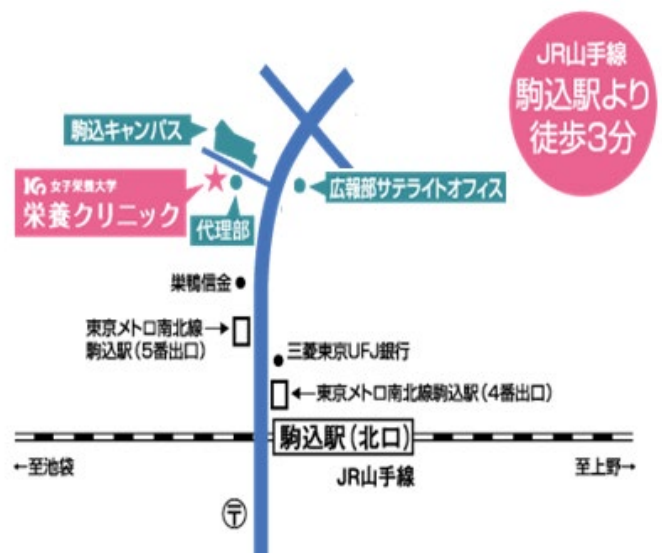 JR山手線
駒込駅より
徒歩3分
駒込キャンパス
女子栄養大学
栄養クリニック
代理部
広報部サテライトオフィス
巣鴨信金
東京メトロ南北線→
駒込駅(5番出口)
三菱東京UFJ銀行
←東京メトロ南北線駒込駅(4番出口)
駒込駅(北口)
←至池袋
JR山手線
至上野→
〒